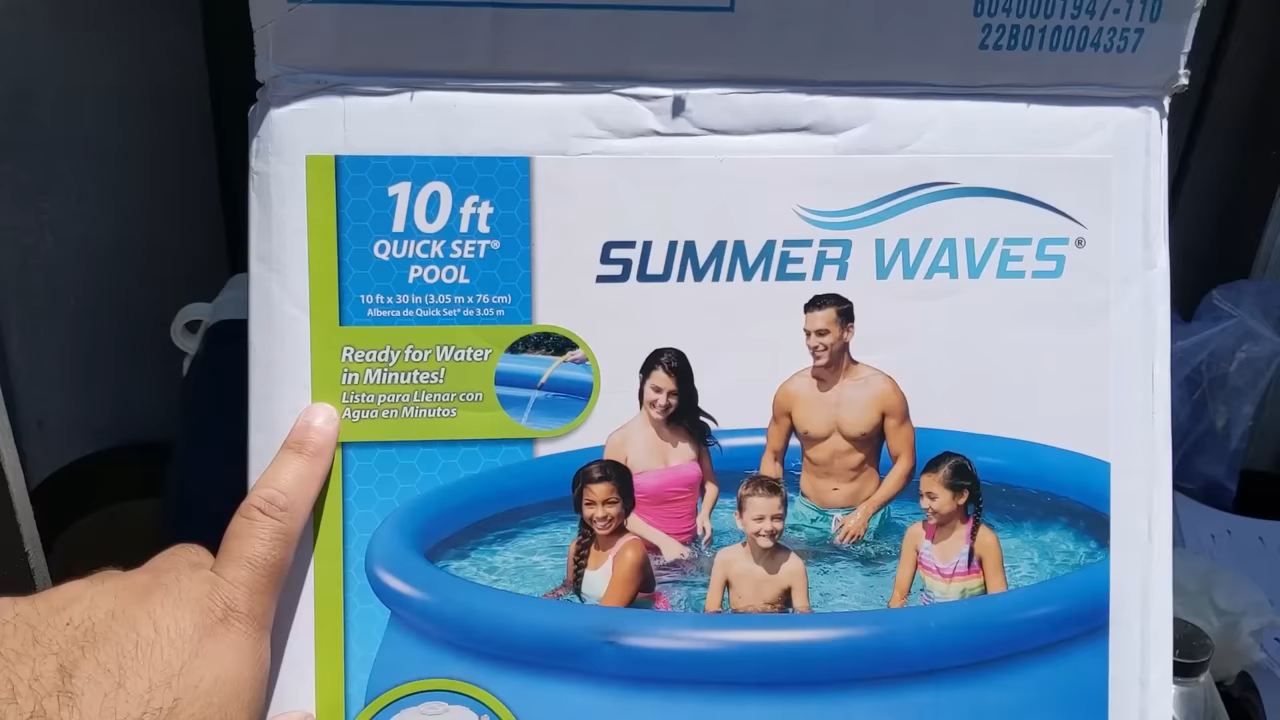 6040001947-110
22B010004357
10 ft
QUICK SET®
POOL
10 ft x 30 in (3.05 m x 76 cm)
Alberca de Quick Set® de 3.05 m
SUMMER WAVES®
Ready for Water
in Minutes!
Lista para Llenar con
Agua en Minutos